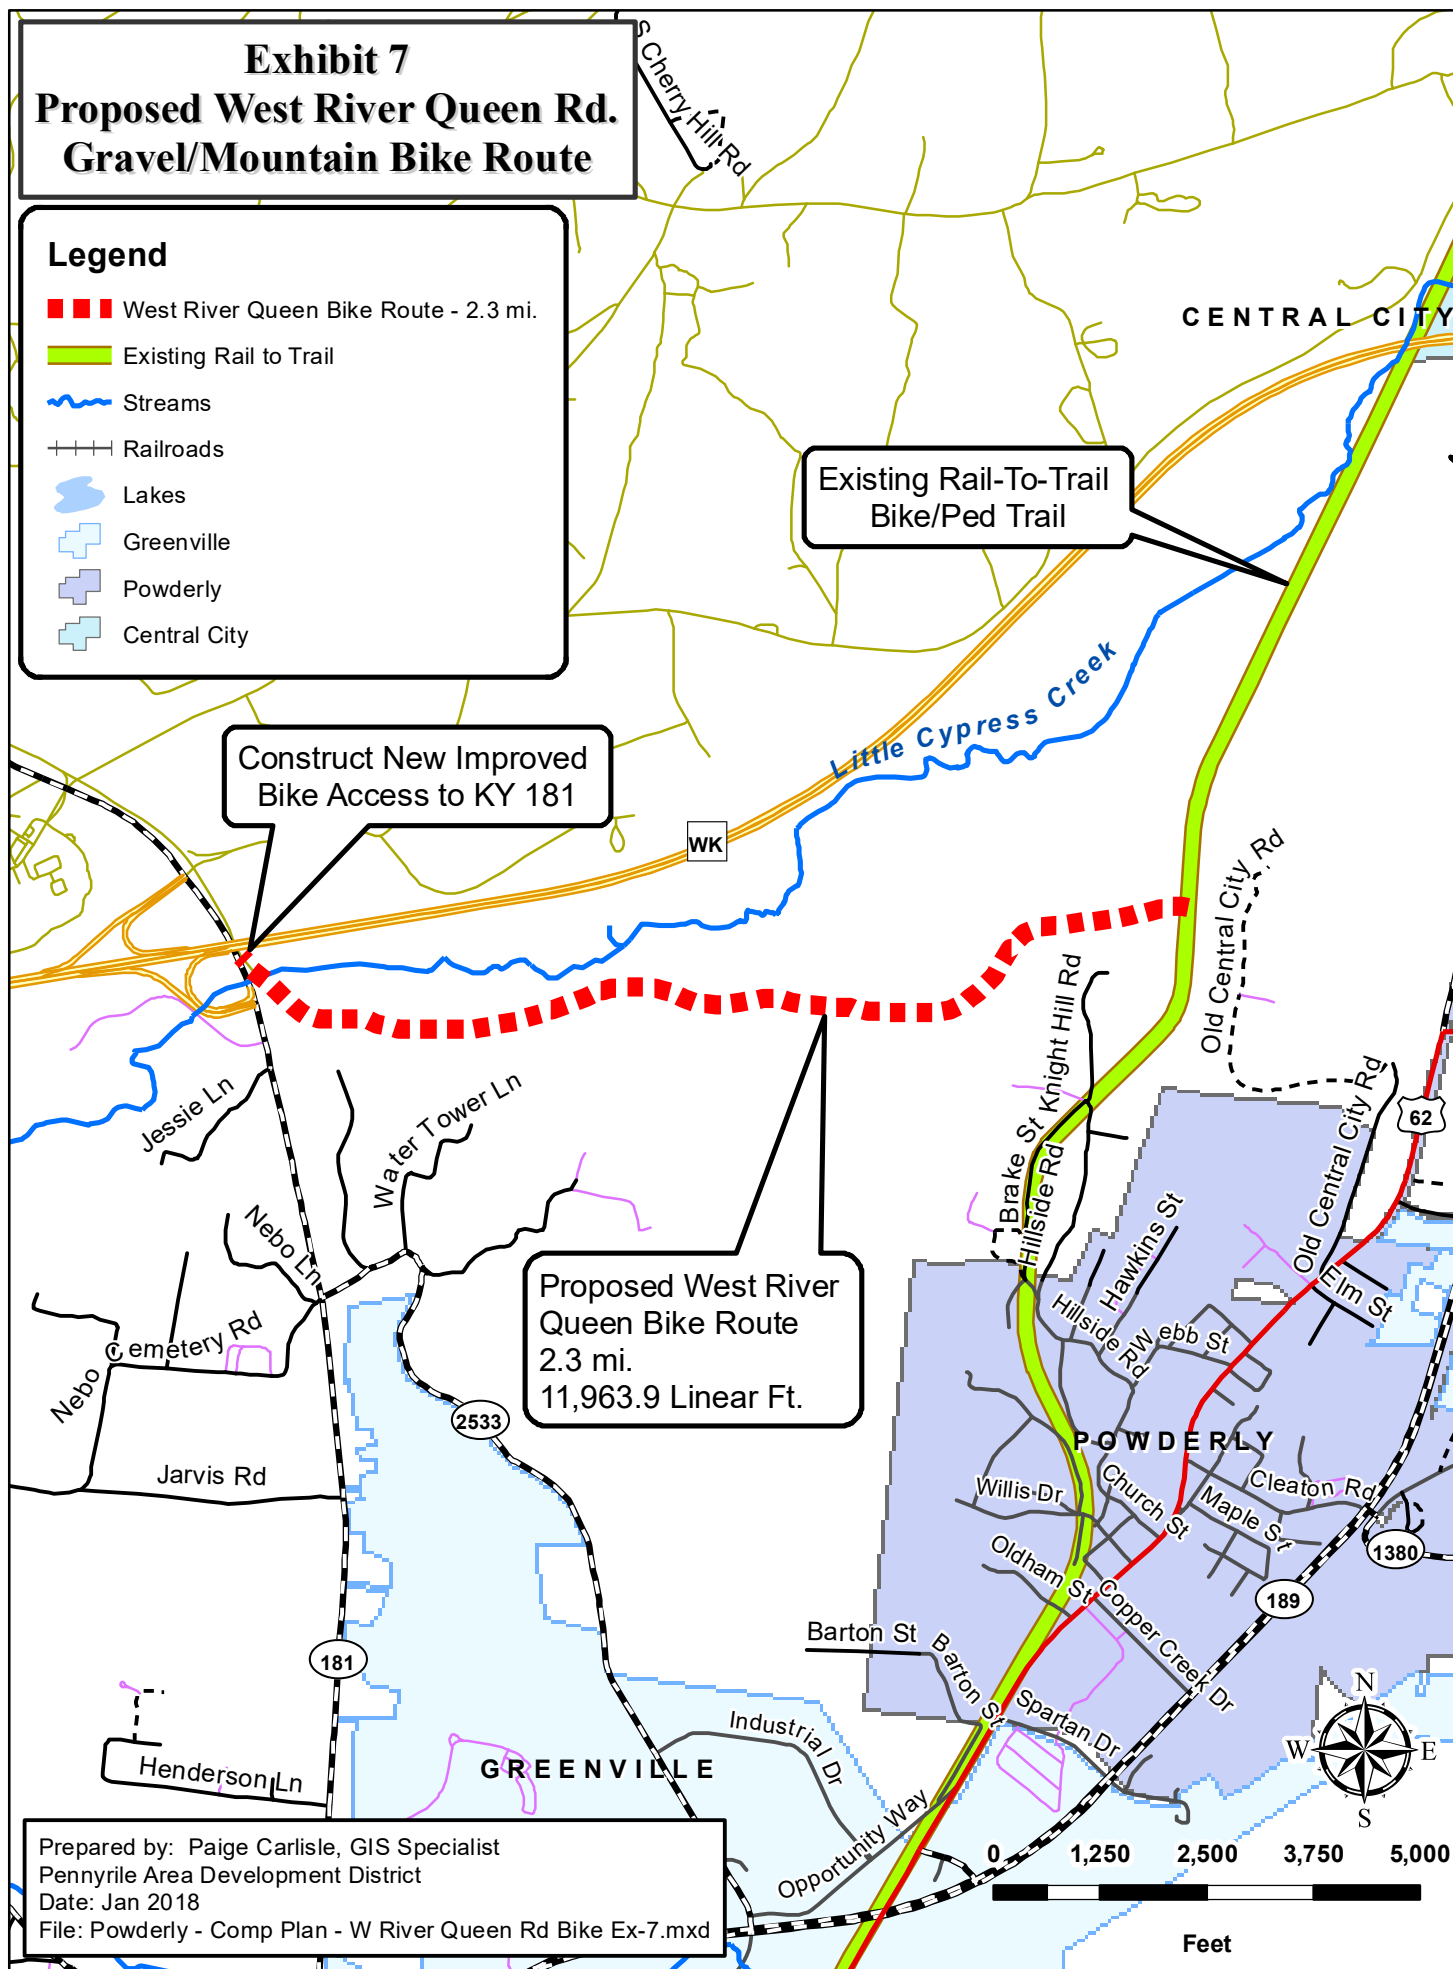 Exhibit 7
Proposed West River Queen Rd.
Gravel/Mountain Bike Route
S Cherry Hill Rd
Legend
West River Queen Bike Route - 2.3 mi.
Existing Rail to Trail
Streams
Railroads
Lakes
Greenville
Powderly
Central City
CENTRAL CITY
Existing Rail-To-Trail
Bike/Ped Trail
Little Cypress Creek
Construct New Improved
Bike Access to KY 181
WK
Old Central City Rd
Knight Hill Rd
Brake St
Hillside Rd
Old Central City Rd
62
Jessie Ln
Water Tower Ln
Nebo Ln
Nebo Cemetery Rd
Proposed West River
Queen Bike Route
2.3 mi.
11,963.9 Linear Ft.
Hawkins St
Elm St
Hillside Rd
Webb St
2533
POWDERLY
Jarvis Rd
Willis Dr
Church St
Cleaton Rd
Maple St
1380
Oldham St
Copper Creek Dr
189
Barton St
Barton St
181
Spartan Dr
Industrial Dr
GREENVILLE
Henderson Ln
Opportunity Way
N
W E
S
0 1,250 2,500 3,750 5,000
Feet
Prepared by: Paige Carlisle, GIS Specialist
Pennyrile Area Development District
Date: Jan 2018
File: Powderly - Comp Plan - W River Queen Rd Bike Ex-7.mxd